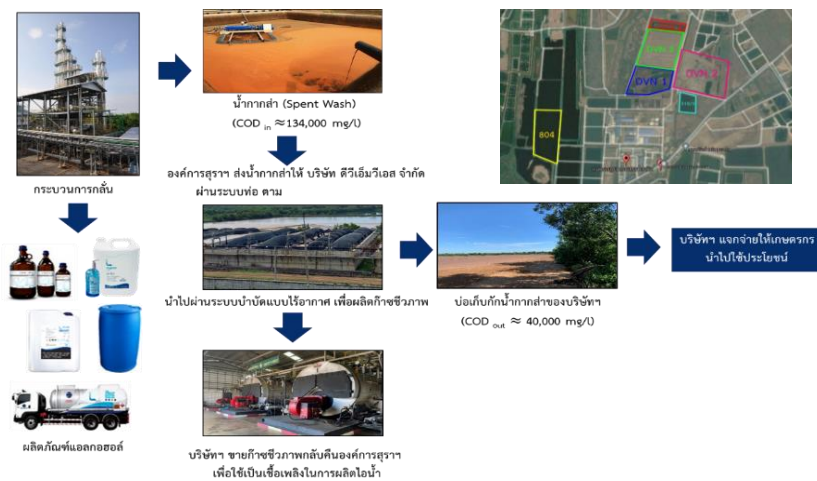 กระบวนการกลั่น
ผลิตภัณฑ์แอลกอฮอล์
น้ำกากส่า (Spent Wash)
(COD in ≈134,000 mg/l)
องค์การสุราฯ ส่งน้ำกากส่าให้ บริษัท ดีวีเอ็มวีเอส จำกัด
ผ่านระบบท่อ ตาม
นำไปผ่านระบบบำบัดแบบไร้อากาศ เพื่อผลิตก๊าซชีวภาพ
บริษัทฯ ขายก๊าซชีวภาพกลับคืนองค์การสุราฯ
เพื่อใช้เป็นเชื้อเพลิงในการผลิตไอน้ำ
บ่อเก็บกักน้ำกากส่าของบริษัทฯ
(COD out ≈ 40,000 mg/l)
บริษัทฯ แจกจ่ายให้เกษตรกร
นำไปใช้ประโยชน์
DVN 2
DVN 3
804